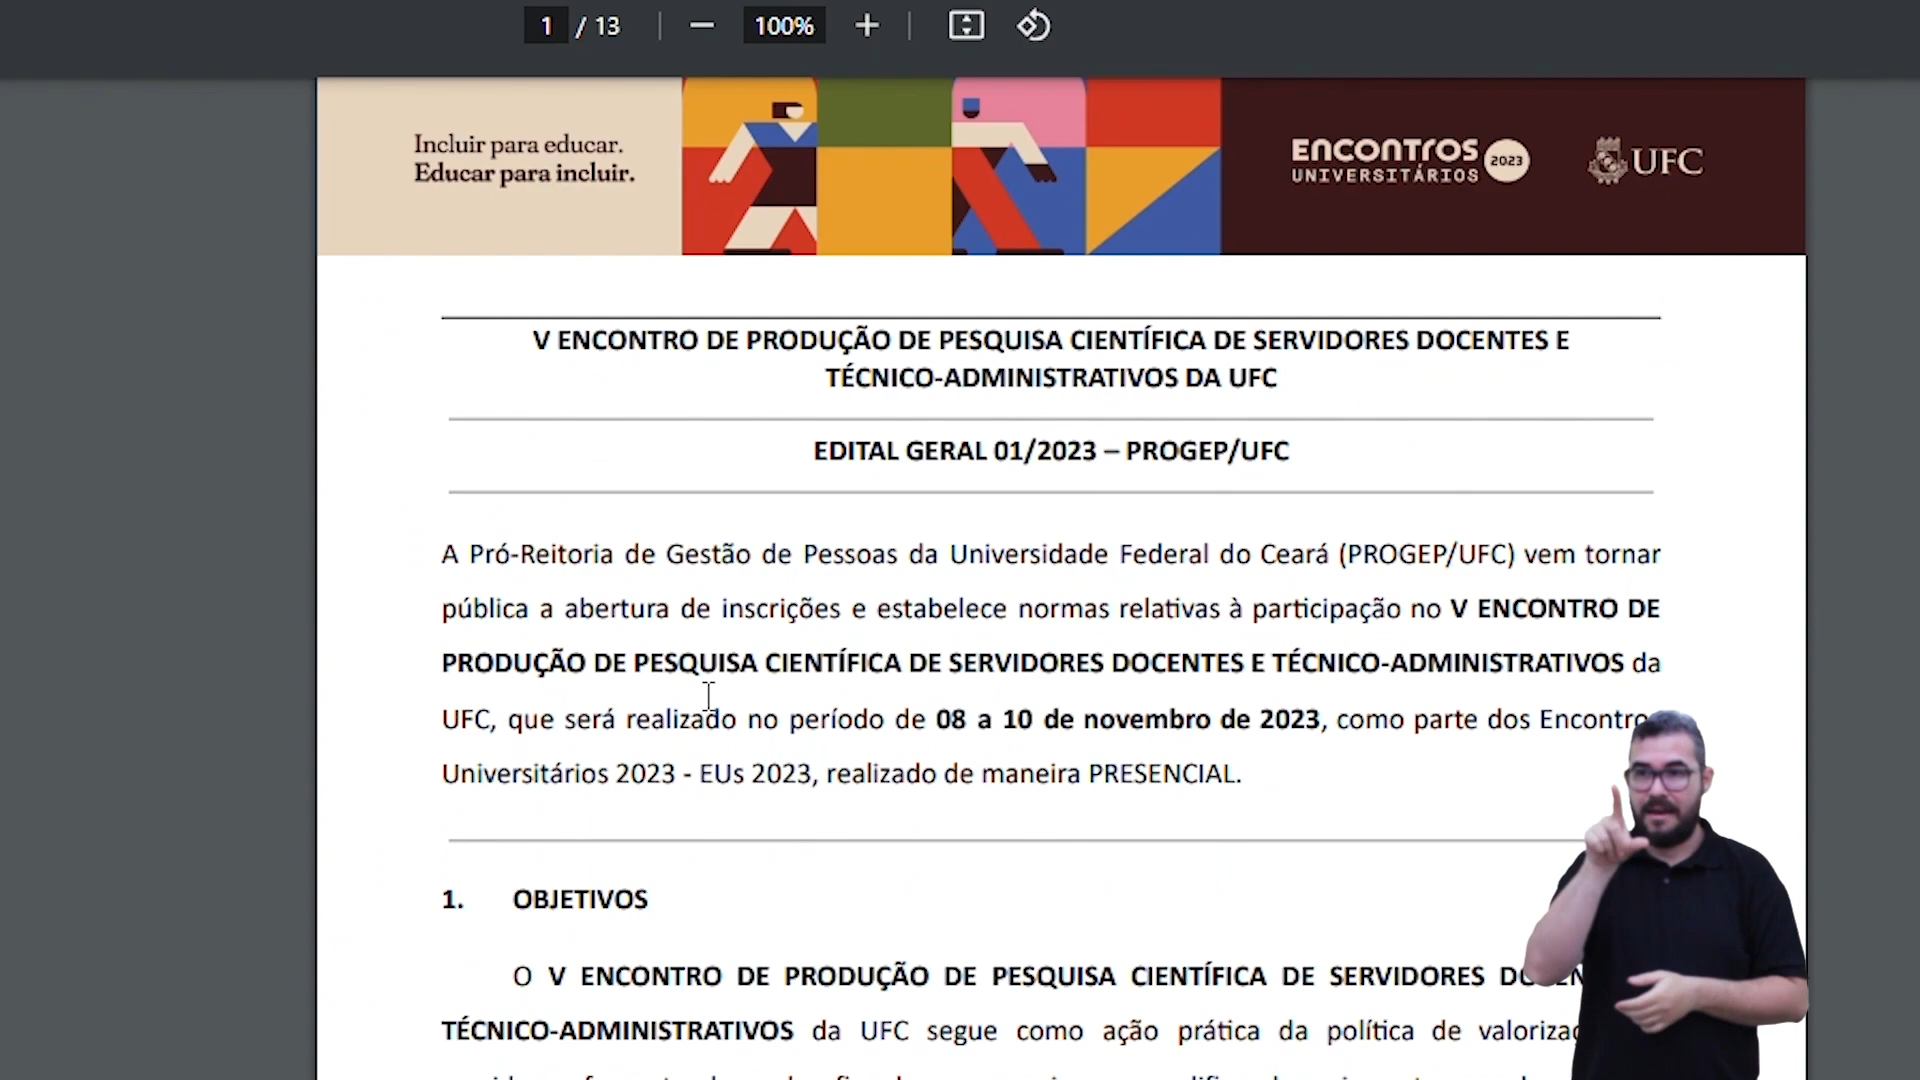 1 / 13 100%
Incluir para educar.
Educar para incluir.
ENCONTROS
UNIVERSITÁRIOS
2023
UFC
V ENCONTRO DE PRODUÇÃO DE PESQUISA CIENTÍFICA DE SERVIDORES DOCENTES E
TÉCNICO-ADMINISTRATIVOS DA UFC
EDITAL GERAL 01/2023 – PROGEP/UFC
A Pró-Reitoria de Gestão de Pessoas da Universidade Federal do Ceará (PROGEP/UFC) vem tornar
pública a abertura de inscrições e estabelece normas relativas à participação no V ENCONTRO DE
PRODUÇÃO DE PESQUISA CIENTÍFICA DE SERVIDORES DOCENTES E TÉCNICO-ADMINISTRATIVOS da
UFC, que será realizado no período de 08 a 10 de novembro de 2023, como parte dos Encontro
Universitários 2023 - EUs 2023, realizado de maneira PRESENCIAL.
1. OBJETIVOS
O V ENCONTRO DE PRODUÇÃO DE PESQUISA CIENTÍFICA DE SERVIDORES
TÉCNICO-ADMINISTRATIVOS da UFC segue como ação prática da política de